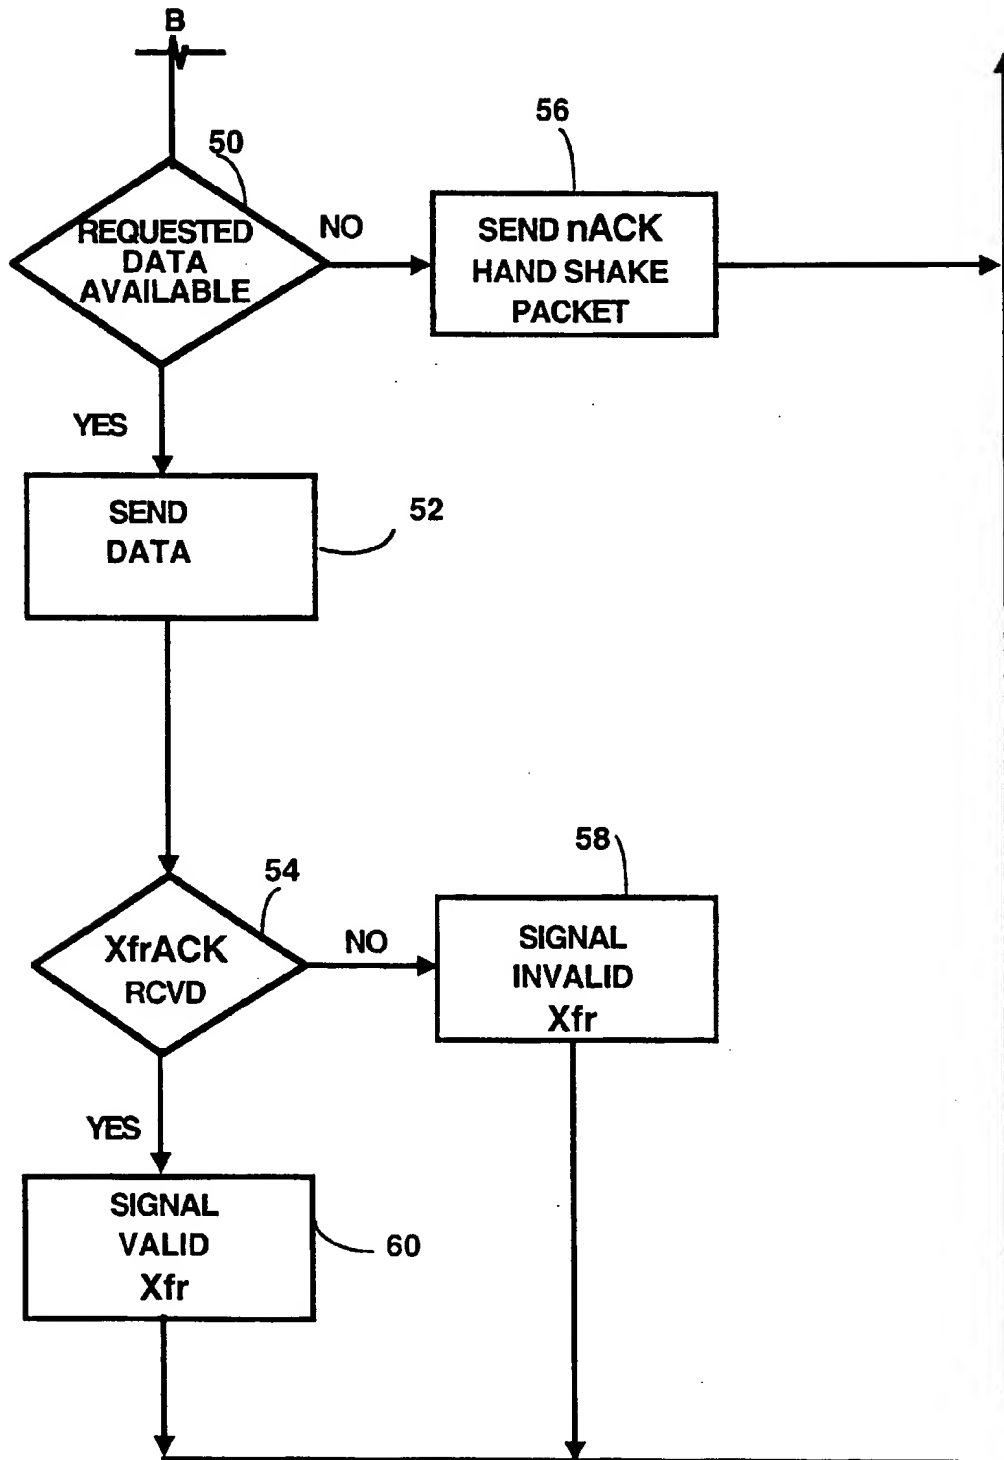 B
50
REQUESTED
DATA
AVAILABLE
NO
56
SEND nACK
HAND SHAKE
PACKET
YES
SEND
DATA
52
54
XfrACK
RCVD
NO
58
SIGNAL
INVALID
Xfr
YES
SIGNAL
VALID
Xfr
60